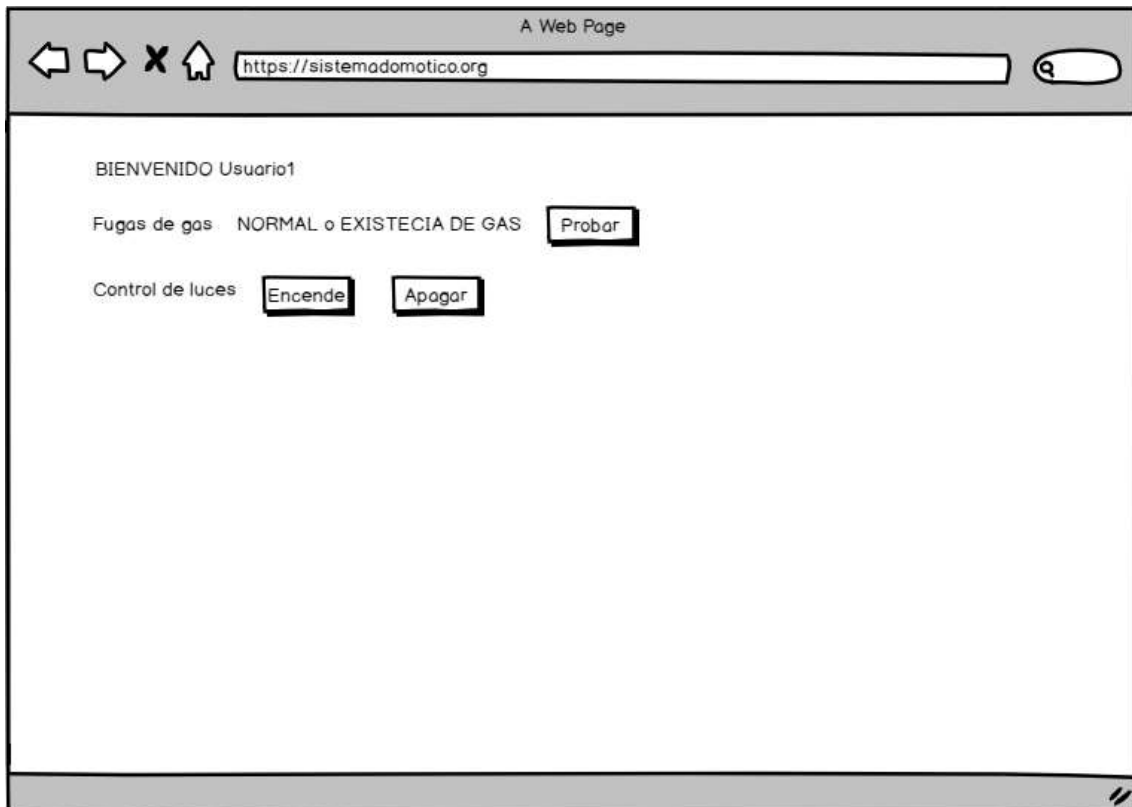 A Web Page
https://sistemadomotico.org
BIENVENIDO Usuario1
Fugas de gas NORMAL o EXISTECIA DE GAS Probar
Control de luces Encende Apagar